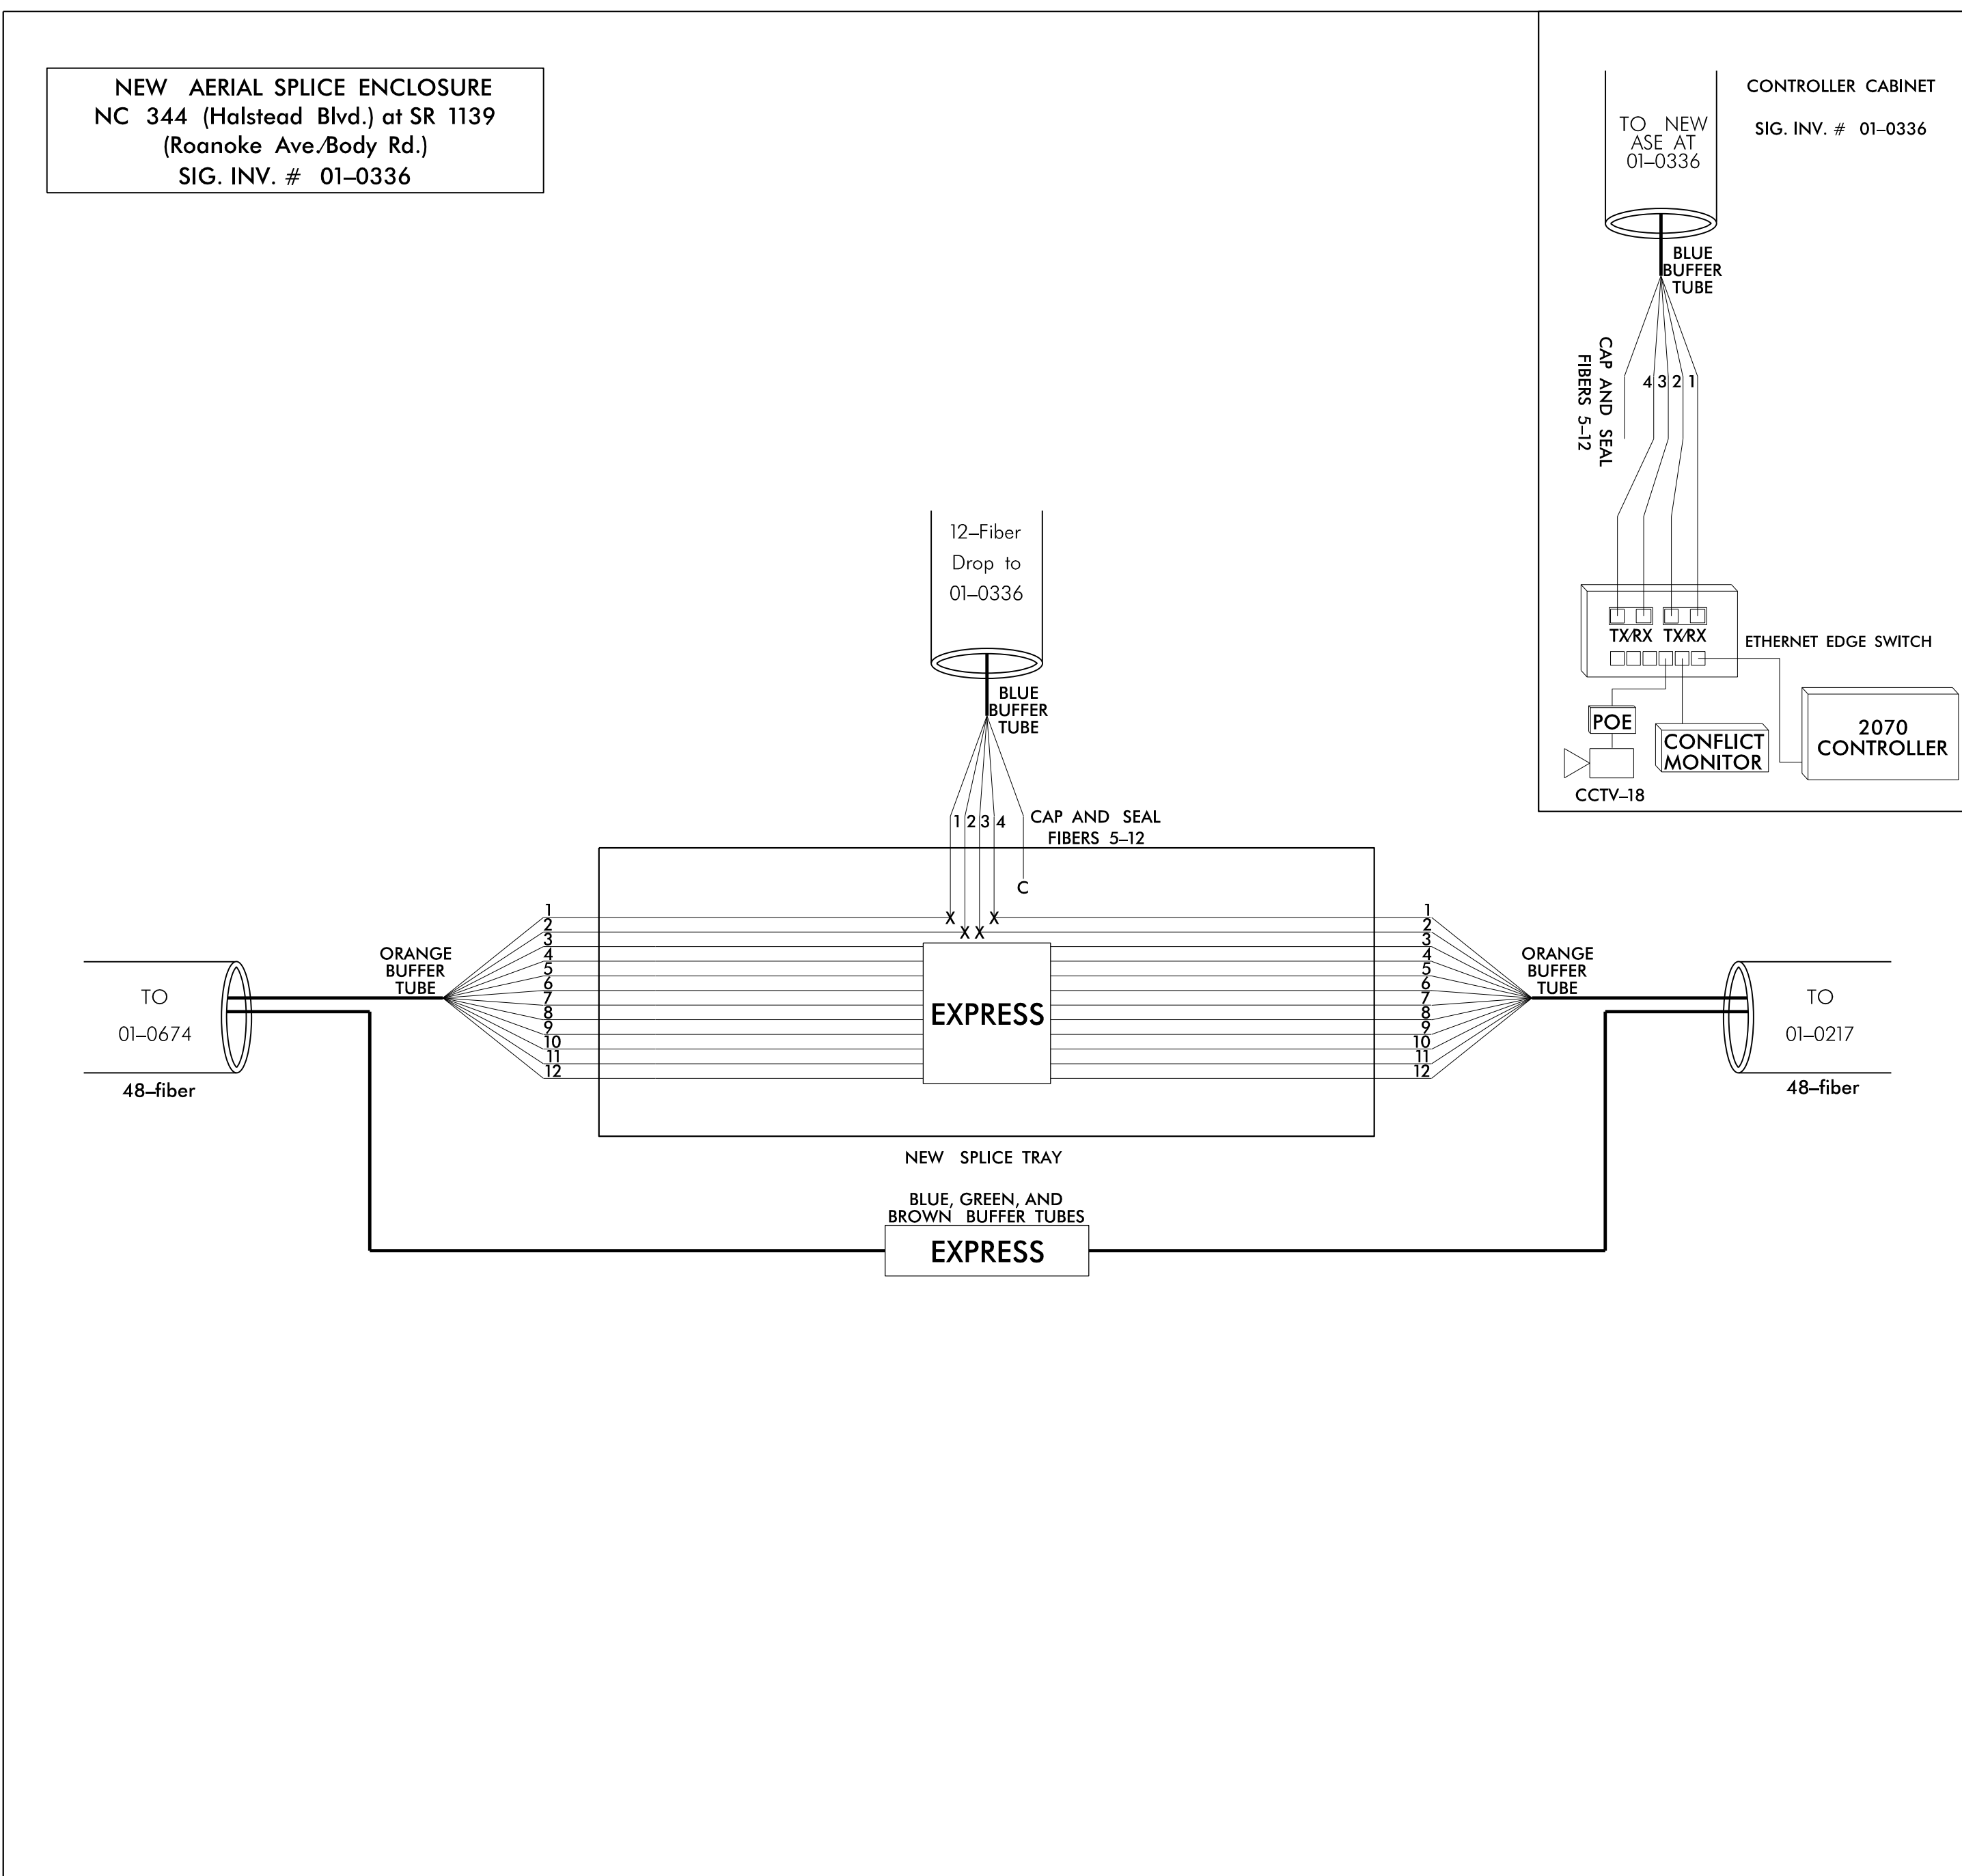 NEW AERIAL SPLICE ENCLOSURE
NC 344 (Halstead Blvd.) at SR 1139
(Roanoke Ave./Body Rd.)
SIG. INV. # 01-0336
CONTROLLER CABINET
SIG. INV. # 01-0336
TO NEW
ASE AT
01-0336
BLUE
BUFFER
TUBE
CAP AND SEAL
FIBERS 5-12
4 3 2 1
TX/RX TX/RX
ETHERNET EDGE SWITCH
POE
CONFLICT
MONITOR
2070
CONTROLLER
CCTV-18
12-Fiber
Drop to
01-0336
BLUE
BUFFER
TUBE
1 2 3 4
CAP AND SEAL
FIBERS 5-12
C
X X
X X
ORANGE
BUFFER
TUBE
1
2
3
4
5
6
7
8
9
10
11
12
EXPRESS
1
2
3
4
5
6
7
8
9
10
11
12
ORANGE
BUFFER
TUBE
TO
01-0674
48-fiber
TO
01-0217
48-fiber
NEW SPLICE TRAY
BLUE, GREEN, AND
BROWN BUFFER TUBES
EXPRESS